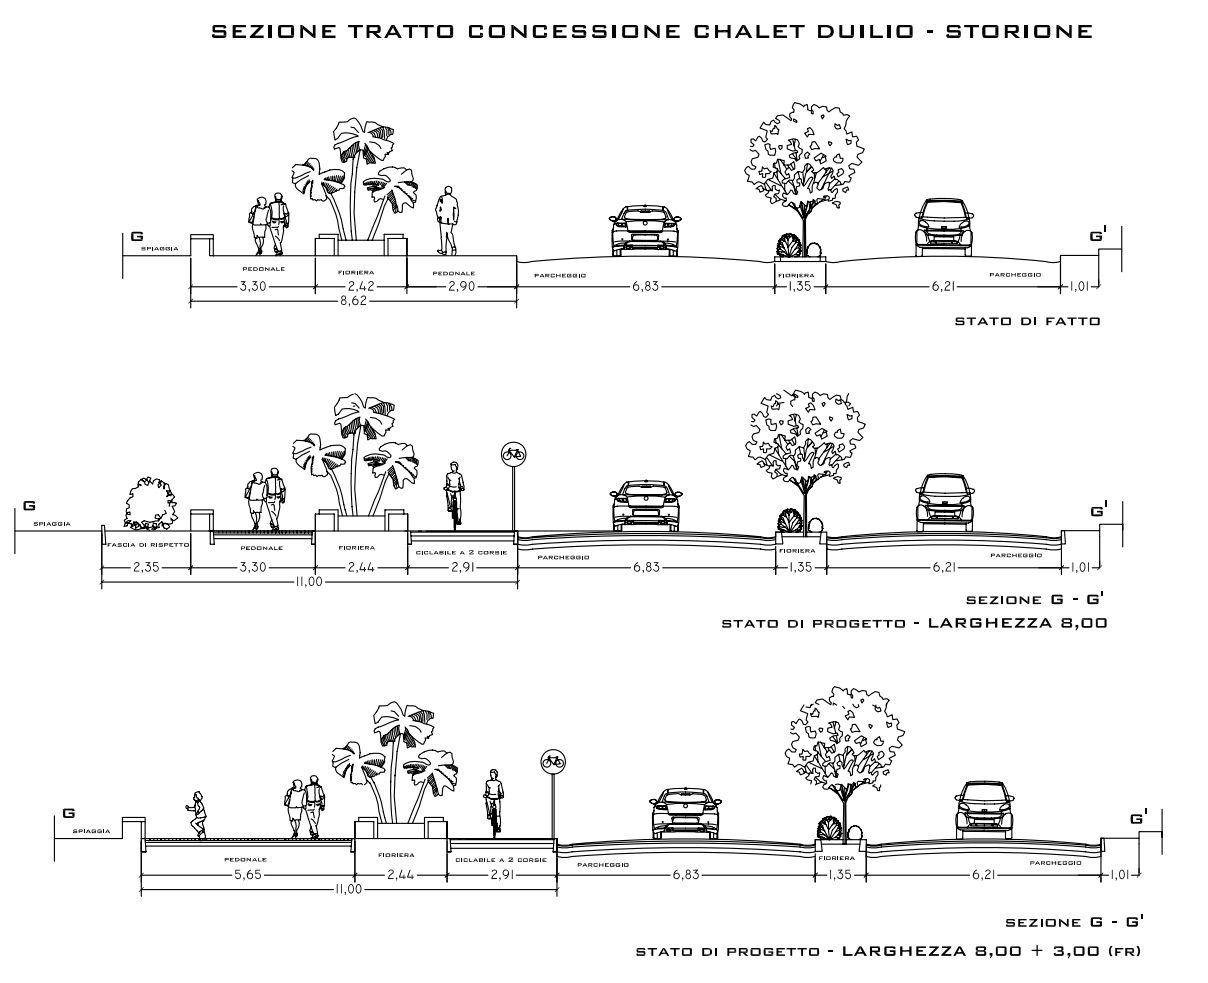 SEZIONE TRATTO CONCESSIONE CHALET DUILIO - STORIONE
G G'
SPIAGGIA
PEDONALE FIORIERA PEDONALE PARCHEGGIO FIORIERA PARCHEGGIO
3,30 2,42 2,90 6,83 1,35 6,21 1,01
8,62
STATO DI FATTO
G G'
SPIAGGIA
FASCIA DI RISPETTO PEDONALE FIORIERA CICLABILE A 2 CORSIE PARCHEGGIO FIORIERA PARCHEGGIO
2,35 3,30 2,44 2,91 6,83 1,35 6,21 1,01
11,00
SEZIONE G - G'
STATO DI PROGETTO - LARGHEZZA 8,00
G G'
SPIAGGIA
PEDONALE FIORIERA CICLABILE A 2 CORSIE PARCHEGGIO FIORIERA PARCHEGGIO
5,65 2,44 2,91 6,83 1,35 6,21 1,01
11,00
SEZIONE G - G'
STATO DI PROGETTO - LARGHEZZA 8,00 + 3,00 (FR)